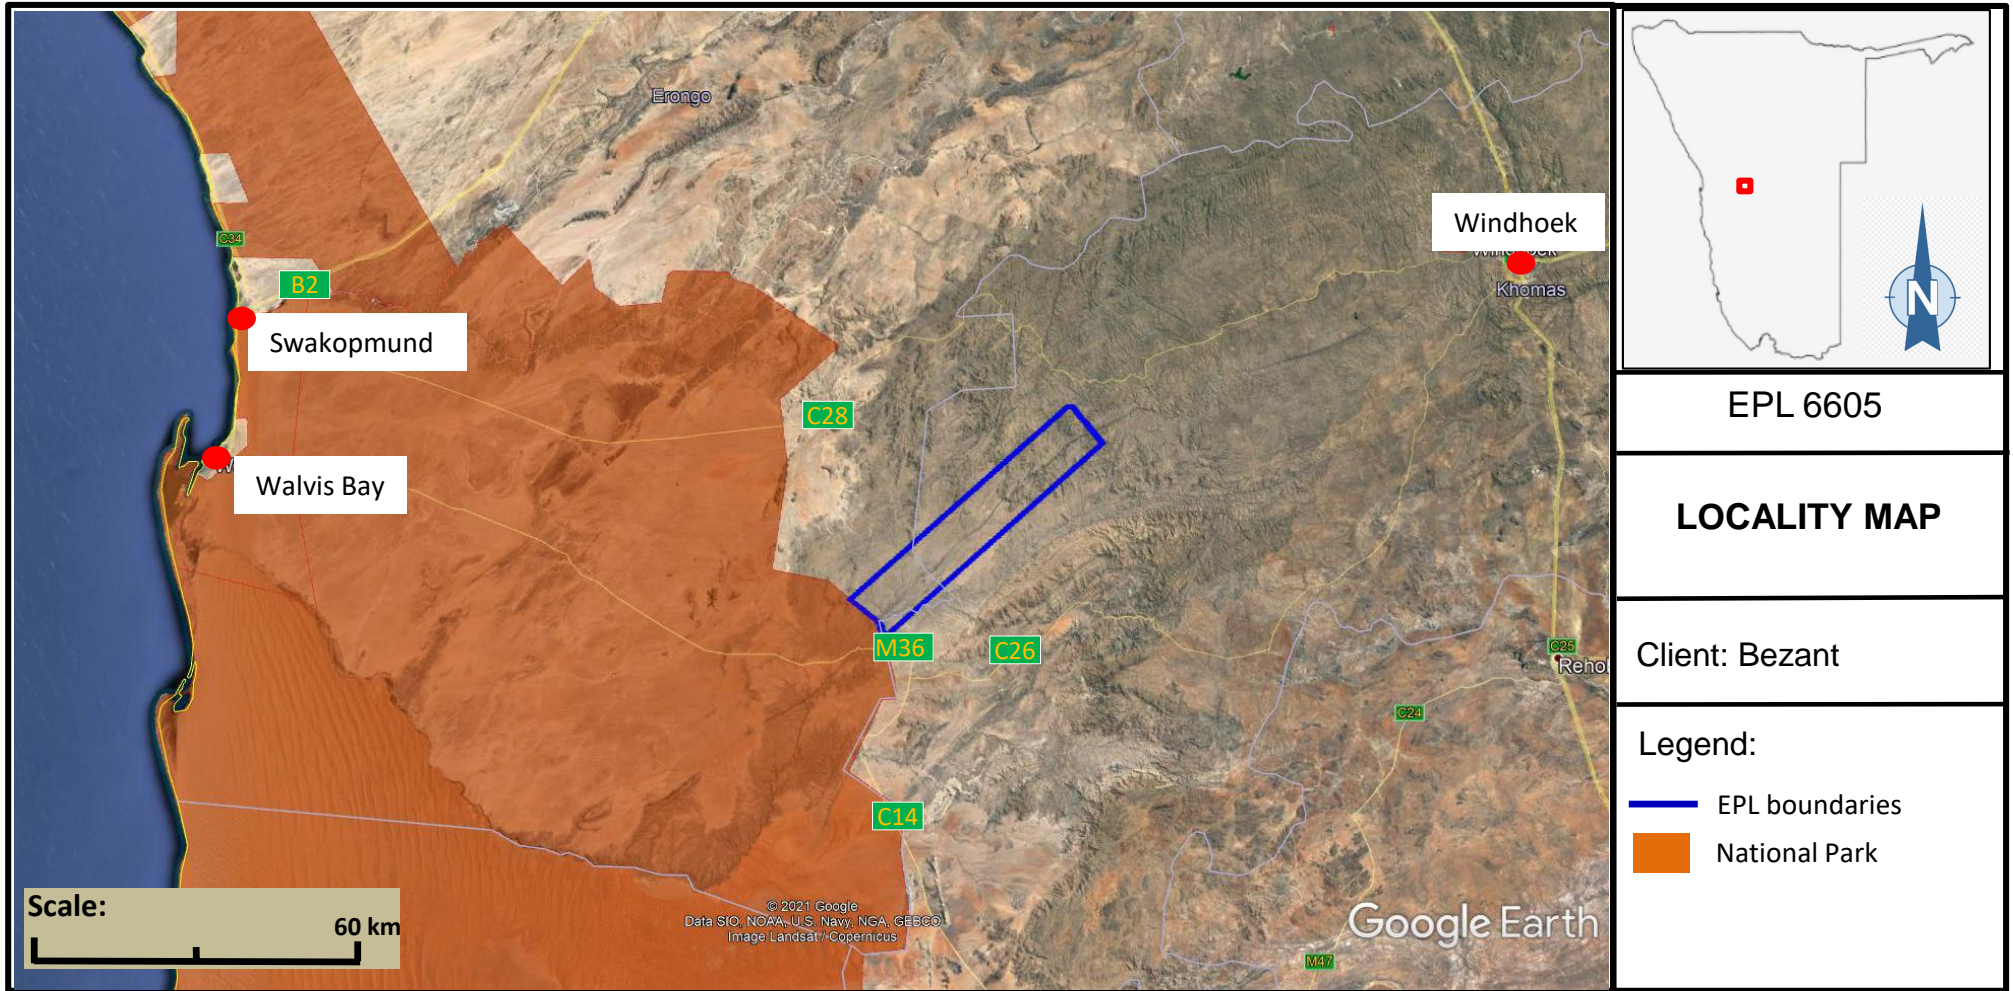 Erongo
C34
B2
Swakopmund
Walvis Bay
W
C28
Windhoek
Khomas
M36
C26
C25
Rehob
C24
C14
M47
Scale:
60 km
© 2021 Google
Data SIO, NOAA, U.S. Navy, NGA, GEBCO
Image Landsat / Copernicus
Google Earth
N
EPL 6605
LOCALITY MAP
Client: Bezant
Legend:
EPL boundaries
National Park